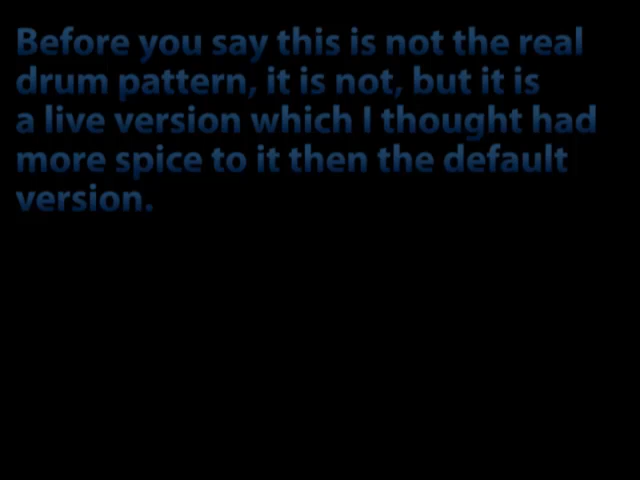 Before you say this is not the real
drum pattern, it is not, but it is
a live version which I thought had
more spice to it then the default
version.